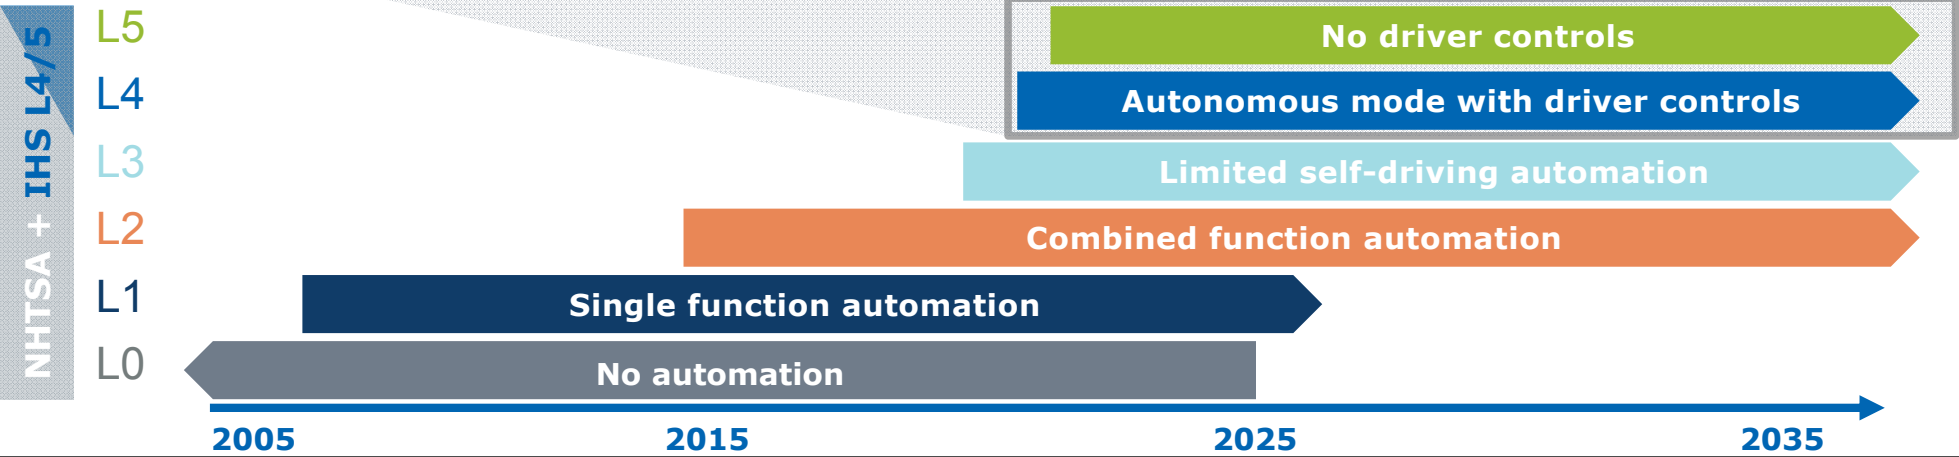 NHTSA + IHS L4/5
L5
No driver controls
L4
Autonomous mode with driver controls
L3
Limited self-driving automation
L2
Combined function automation
L1
Single function automation
L0
No automation
2005 2015 2025 2035